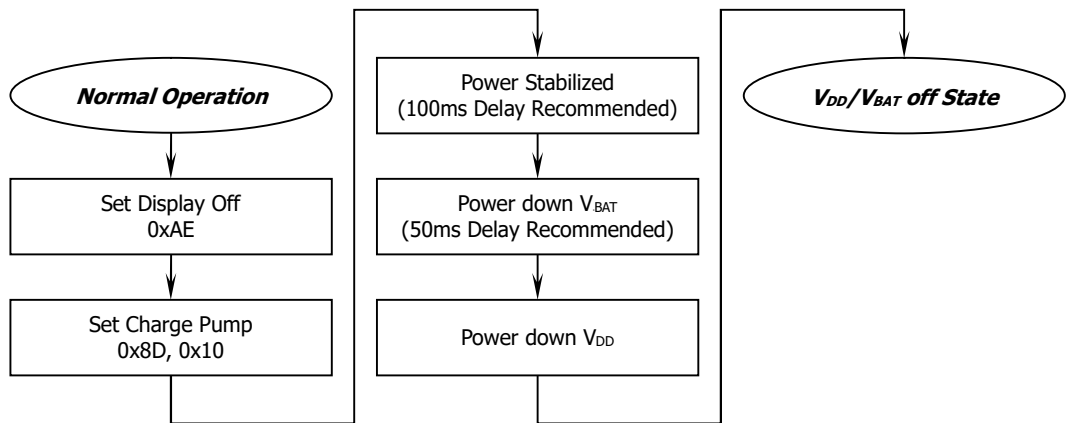 Normal Operation
Set Display Off
0xAE
Set Charge Pump
0x8D, 0x10
Power Stabilized
(100ms Delay Recommended)
Power down VBAT
(50ms Delay Recommended)
Power down VDD
VDD/VBAT off State